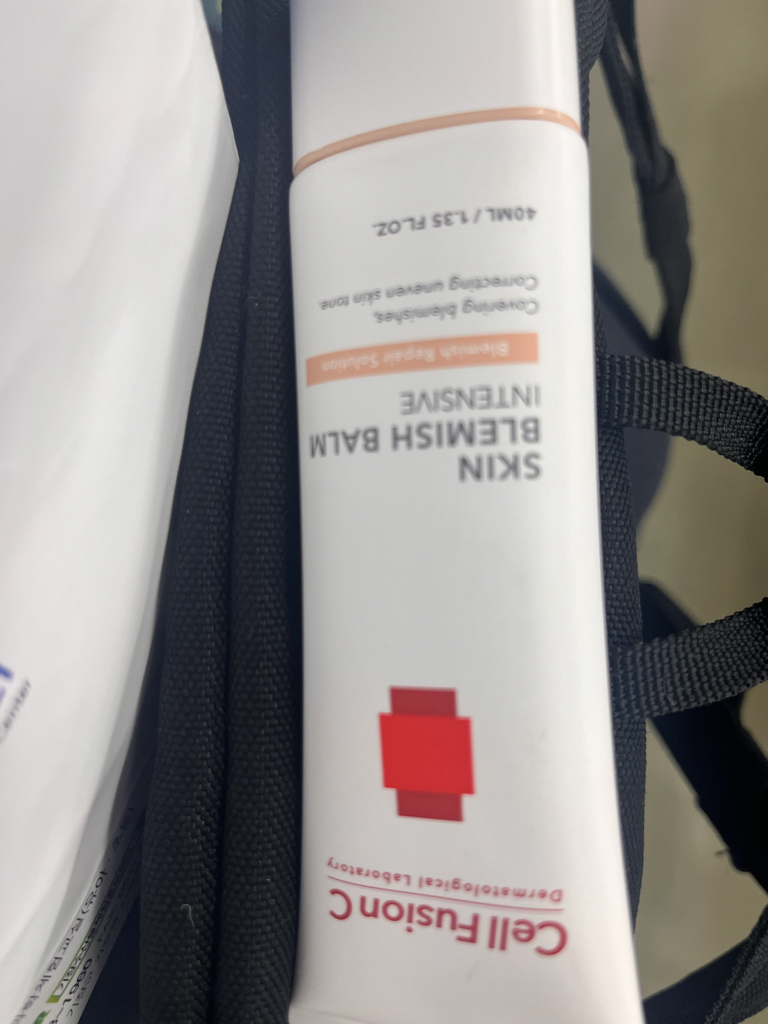 Cell Fusion C
Dermatological Laboratory
SKIN
BLEMISH BALM
INTENSIVE
Blemish Repair Solution
Covering blemishes,
Correcting uneven skin tone.
40ML / 1.35 FL.OZ.
Center